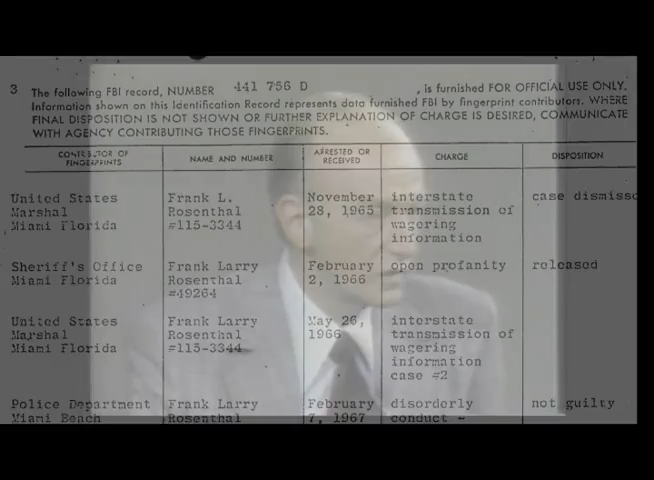 3 The following FBI record, NUMBER 441 756 D , is furnished FOR OFFICIAL USE ONLY.
Information shown on this Identification Record represents data furnished FBI by fingerprint contributors. WHERE
FINAL DISPOSITION IS NOT SHOWN OR FURTHER EXPLANATION OF CHARGE IS DESIRED, COMMUNICATE
WITH AGENCY CONTRIBUTING THOSE FINGERPRINTS.
CONTRIBUTOR OF FINGERPRINTS NAME AND NUMBER ARRESTED OR RECEIVED CHARGE DISPOSITION
United States Frank L. November interstate case dismisse
Marshal Rosenthal 28, 1965 transmission of
Miami Florida #115-3344 wagering
information
Sheriff's Office Frank Larry February open profanity released
Miami Florida Rosenthal 2, 1966
#49264
United States Frank Larry May 26, interstate
Marshal Rosenthal 1966 transmission of
Miami Florida #115-3344 wagering
information
case #2
Police Department Frank Larry February disorderly not guilty
Miami Beach Rosenthal 7, 1967 conduct -